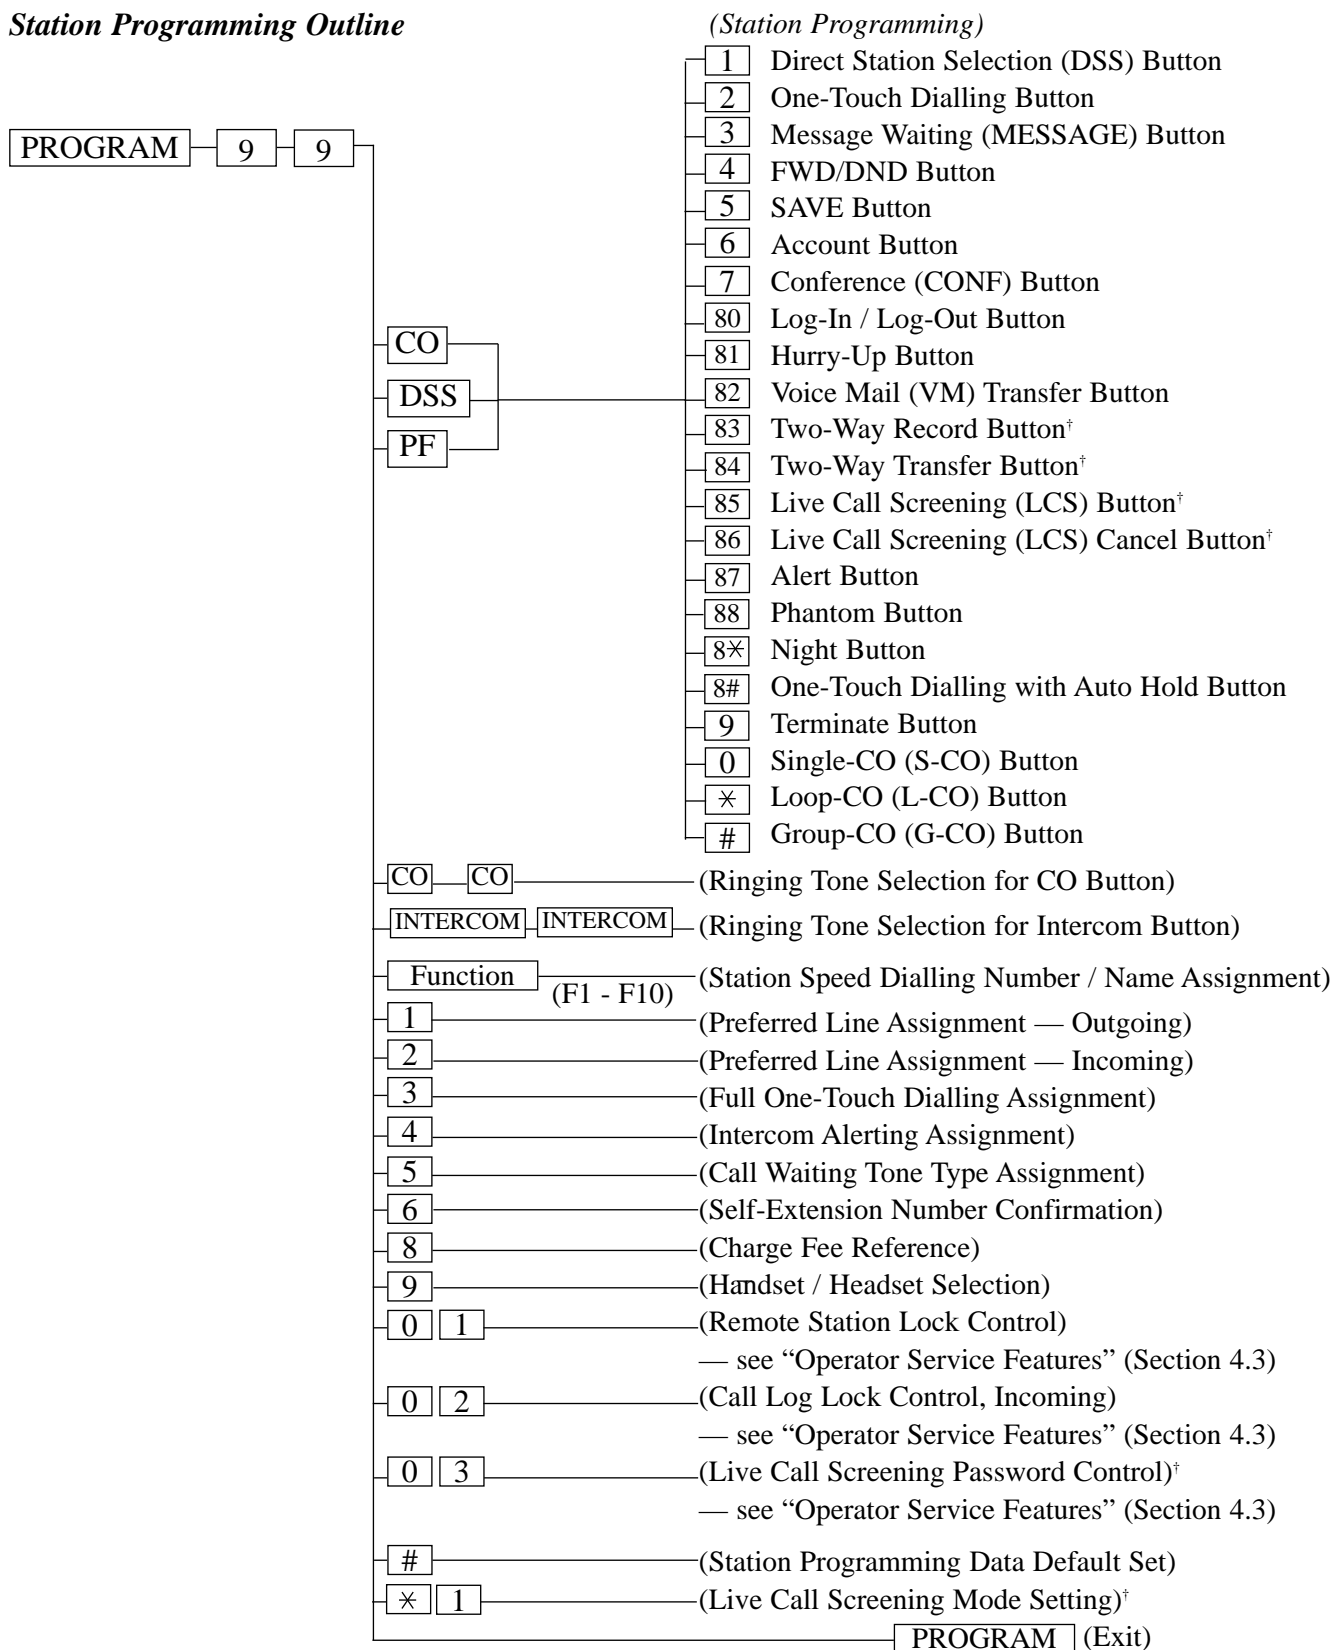 Station Programming Outline
(Station Programming)
PROGRAM 9 9
1 Direct Station Selection (DSS) Button
2 One-Touch Dialling Button
3 Message Waiting (MESSAGE) Button
4 FWD/DND Button
5 SAVE Button
6 Account Button
7 Conference (CONF) Button
80 Log-In / Log-Out Button
CO
81 Hurry-Up Button
DSS
82 Voice Mail (VM) Transfer Button
83 Two-Way Record Button†
PF
84 Two-Way Transfer Button†
85 Live Call Screening (LCS) Button†
86 Live Call Screening (LCS) Cancel Button†
87 Alert Button
88 Phantom Button
8* Night Button
8# One-Touch Dialling with Auto Hold Button
9 Terminate Button
0 Single-CO (S-CO) Button
* Loop-CO (L-CO) Button
# Group-CO (G-CO) Button
CO CO (Ringing Tone Selection for CO Button)
INTERCOM INTERCOM (Ringing Tone Selection for Intercom Button)
Function (F1 - F10) (Station Speed Dialling Number / Name Assignment)
1 (Preferred Line Assignment — Outgoing)
2 (Preferred Line Assignment — Incoming)
3 (Full One-Touch Dialling Assignment)
4 (Intercom Alerting Assignment)
5 (Call Waiting Tone Type Assignment)
6 (Self-Extension Number Confirmation)
8 (Charge Fee Reference)
9 (Handset / Headset Selection)
0 1 (Remote Station Lock Control)
— see “Operator Service Features” (Section 4.3)
0 2 (Call Log Lock Control, Incoming)
— see “Operator Service Features” (Section 4.3)
0 3 (Live Call Screening Password Control)†
— see “Operator Service Features” (Section 4.3)
# (Station Programming Data Default Set)
* 1 (Live Call Screening Mode Setting)†
PROGRAM (Exit)